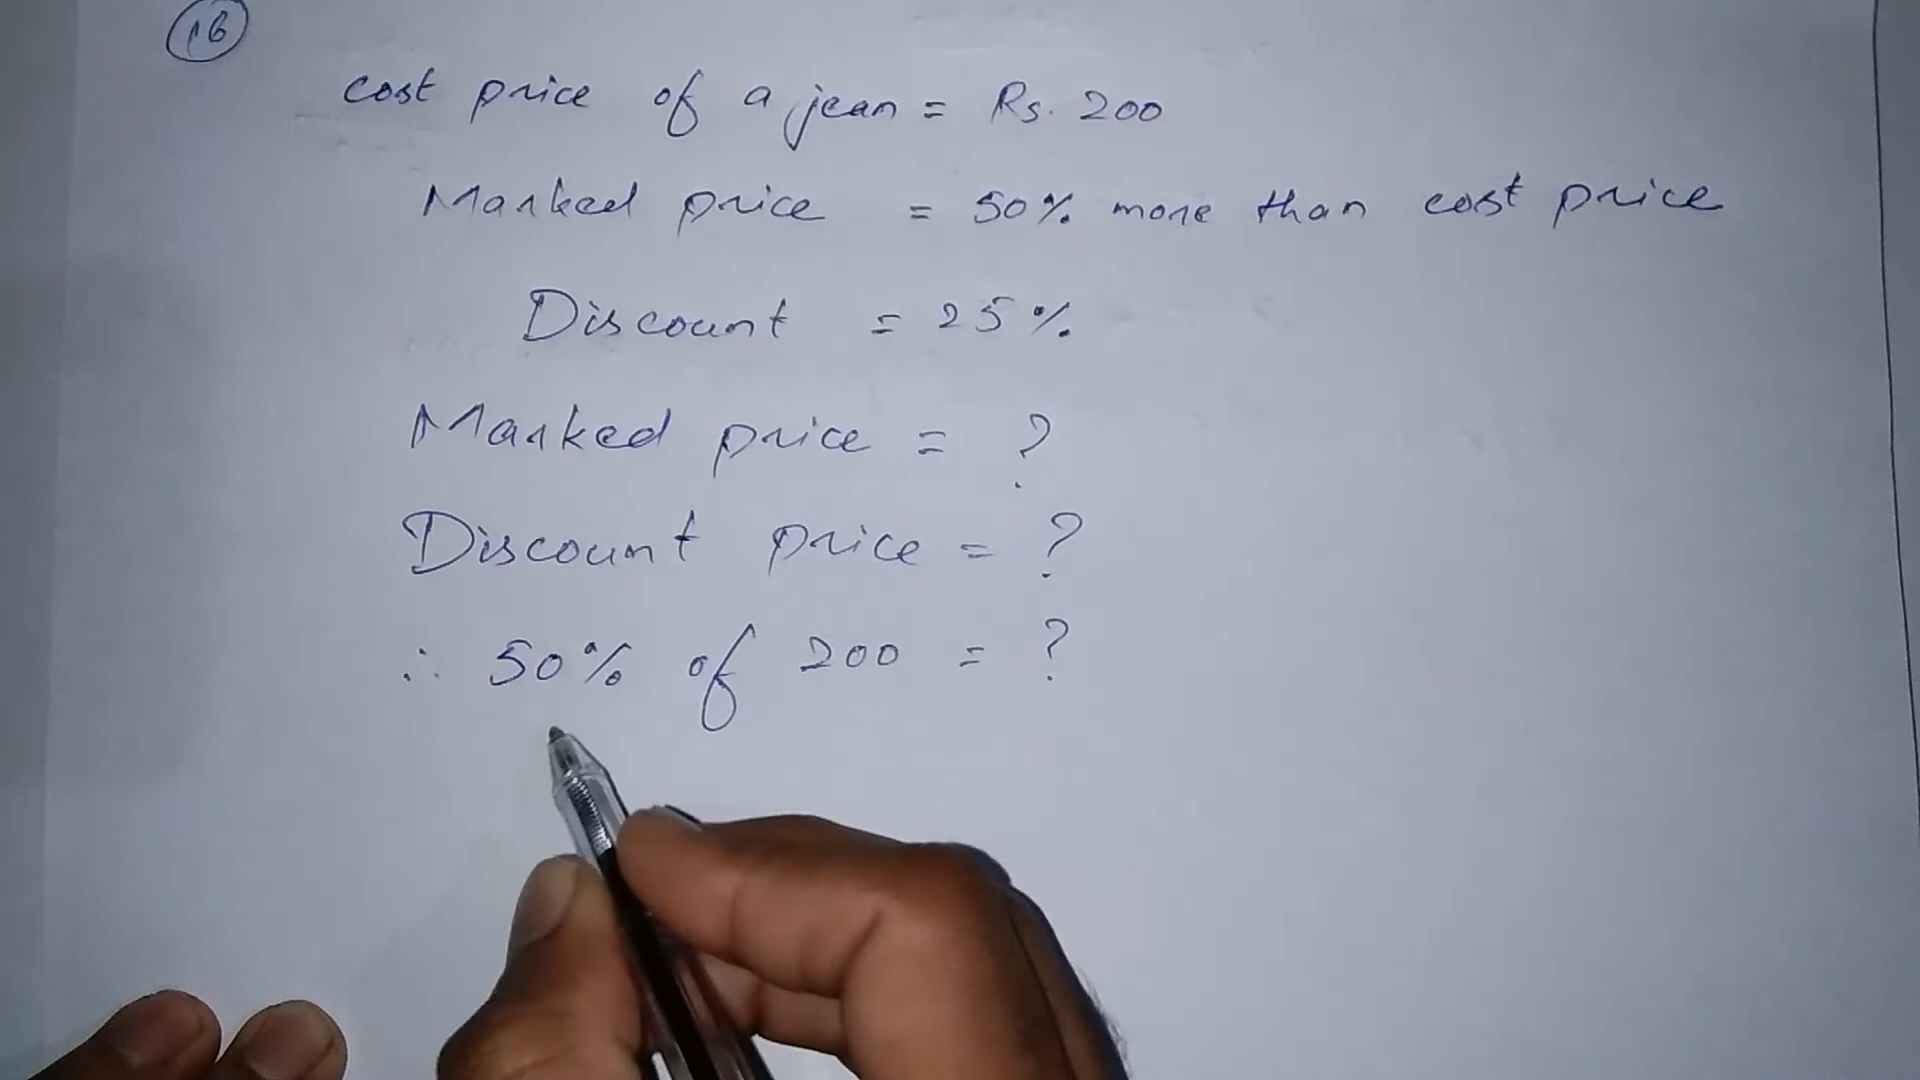 16
cost price of a jean = Rs. 200
Marked price = 50% more than cost price
Discount = 25%
Marked price = ?
Discount price = ?
∴ 50% of 200 = ?